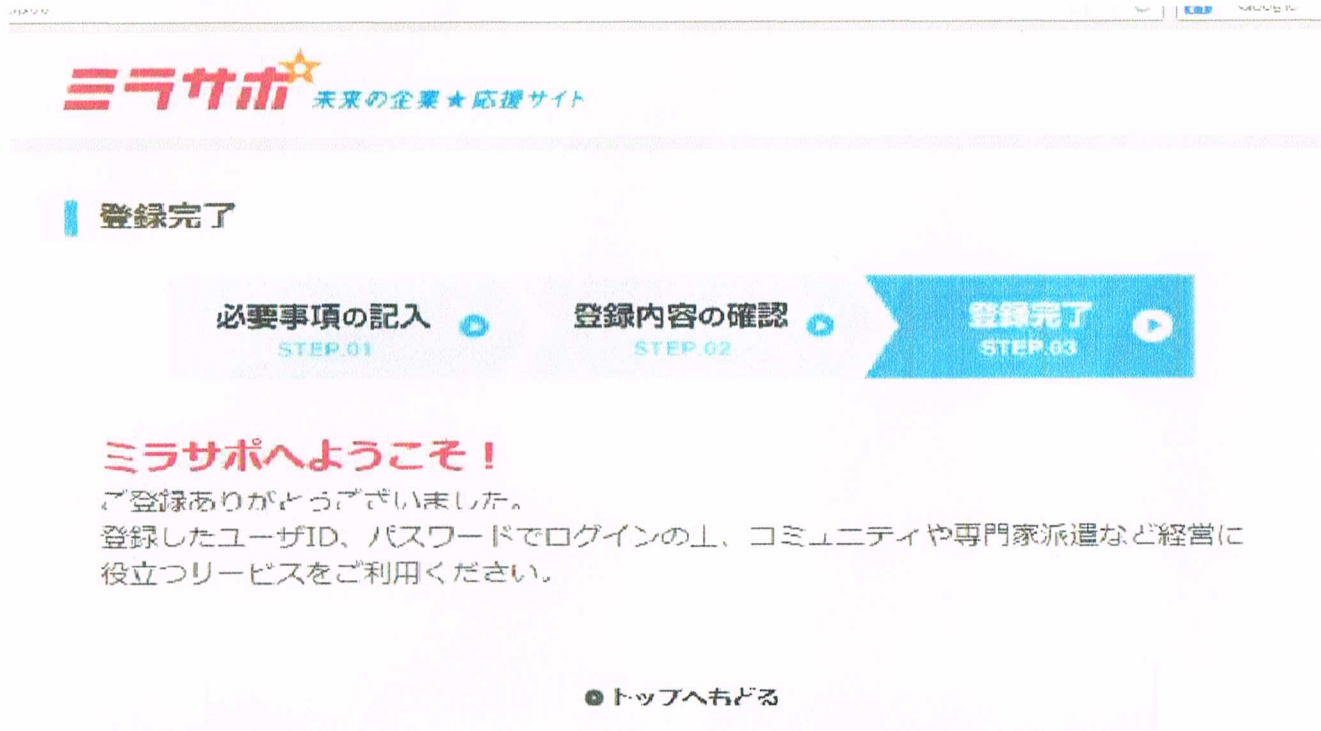 ミラサポ 未来の企業★応援サイト
登録完了
必要事項の記入
STEP.01
登録内容の確認
STEP.02
登録完了
STEP.03
ミラサポへようこそ！
ご登録ありがとうございました。
登録したユーザID、パスワードでログインの上、コミュニティや専門家派遣など経営に
役立つサービスをご利用ください。
トップへもどる